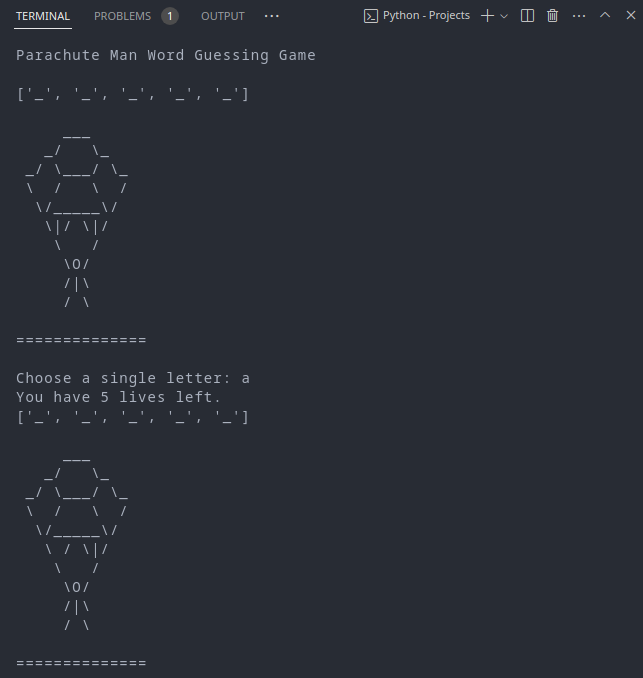 TERMINAL PROBLEMS 1 OUTPUT ··· Python - Projects
Parachute Man Word Guessing Game
['_', '_', '_', '_', '_']
     ___
   _/   \_
 _/ \___/ \_
 \  /   \  /
  \/_____\/
   \|/ \|/
    \   /
     \O/
     /|\
     / \
==============
Choose a single letter: a
You have 5 lives left.
['_', '_', '_', '_', '_']
     ___
   _/   \_
 _/ \___/ \_
 \  /   \  /
  \/_____\/
   \ / \|/
    \   /
     \O/
     /|\
     / \
==============